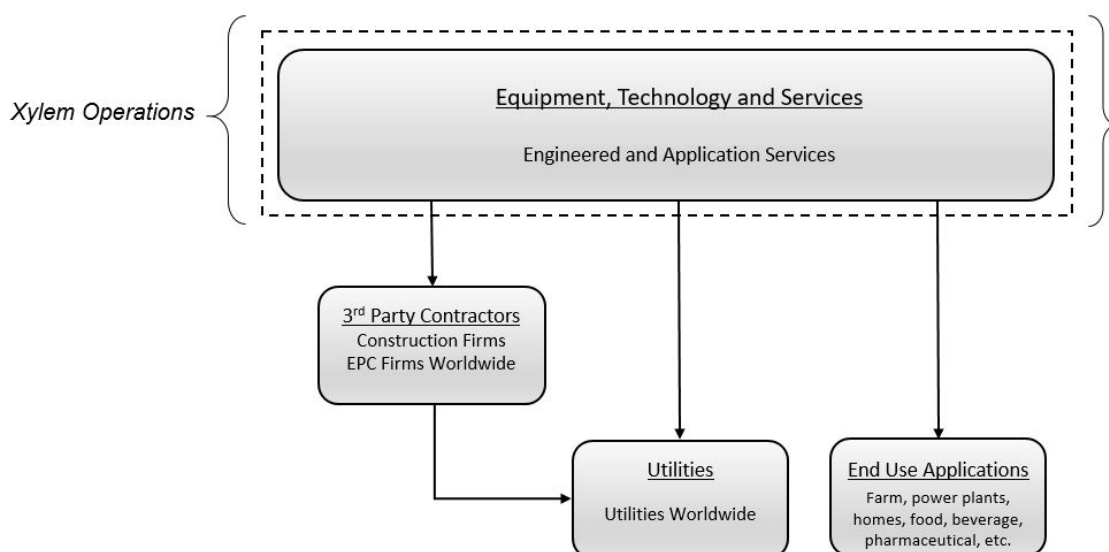 Xylem Operations
Equipment, Technology and Services
Engineered and Application Services
3rd Party Contractors
Construction Firms
EPC Firms Worldwide
Utilities
Utilities Worldwide
End Use Applications
Farm, power plants,
homes, food, beverage,
pharmaceutical, etc.